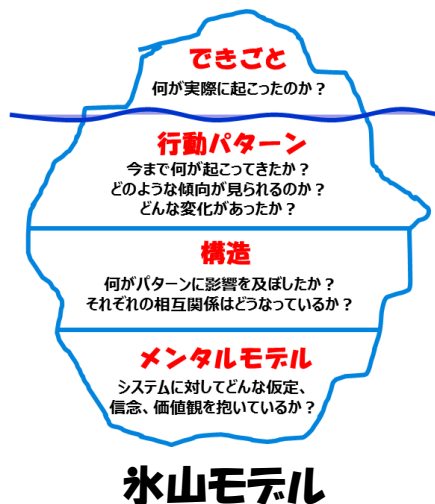 できごと
何が実際に起こったのか？
行動パターン
今まで何が起こってきたか？
どのような傾向が見られるのか？
どんな変化があったか？
構造
何がパターンに影響を及ぼしたか？
それぞれの相互関係はどうなっているか？
メンタルモデル
システムに対してどんな仮定、
信念、価値観を抱いているか？
氷山モデル